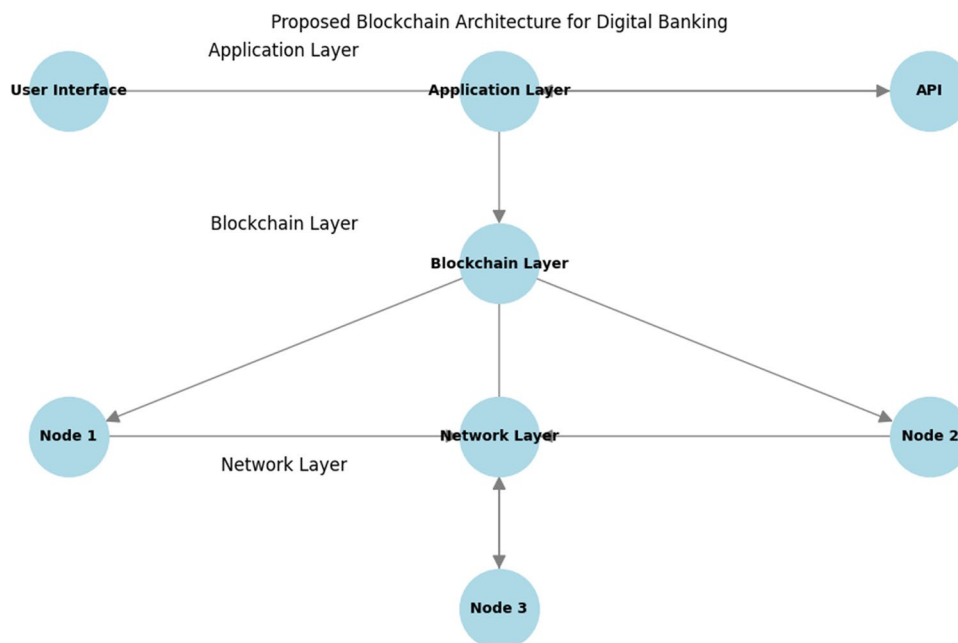 Proposed Blockchain Architecture for Digital Banking
Application Layer
User Interface
Application Layer
API
Blockchain Layer
Blockchain Layer
Node 1
Network Layer
Node 2
Network Layer
Node 3